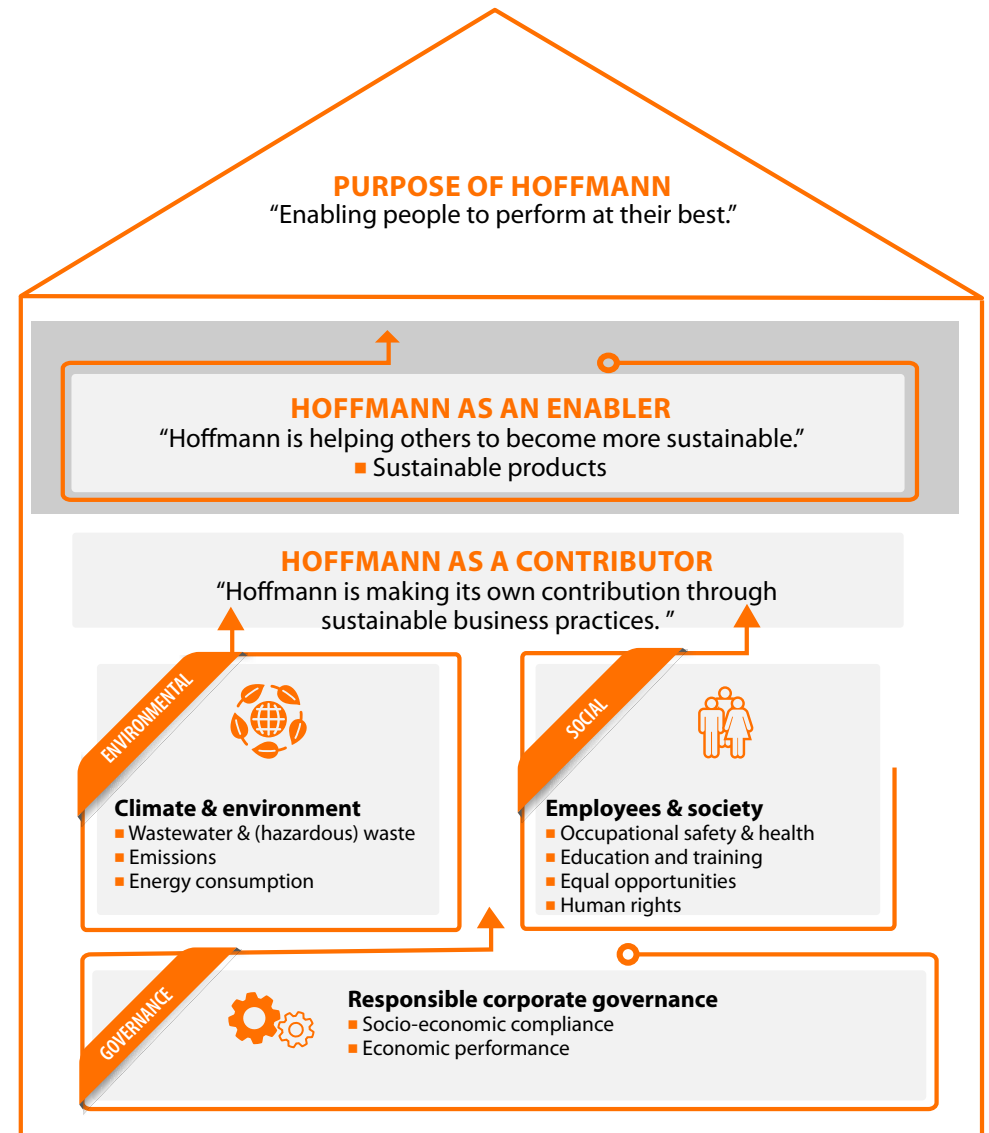 PURPOSE OF HOFFMANN
“Enabling people to perform at their best.”
HOFFMANN AS AN ENABLER
“Hoffmann is helping others to become more sustainable.”
■ Sustainable products
HOFFMANN AS A CONTRIBUTOR
“Hoffmann is making its own contribution through
sustainable business practices. ”
ENVIRONMENTAL
Climate & environment
■ Wastewater & (hazardous) waste
■ Emissions
■ Energy consumption
SOCIAL
Employees & society
■ Occupational safety & health
■ Education and training
■ Equal opportunities
■ Human rights
GOVERNANCE
Responsible corporate governance
■ Socio-economic compliance
■ Economic performance